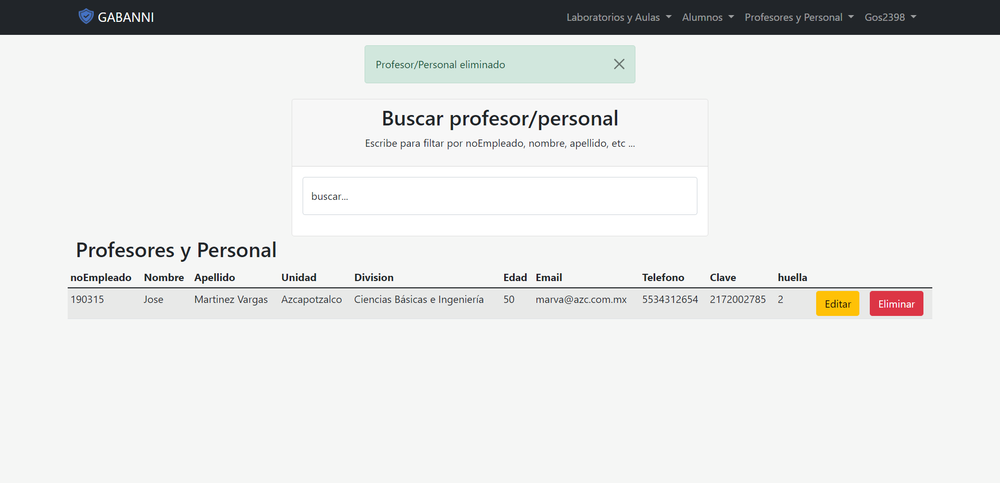 GABANNI Laboratorios y Aulas Alumnos Profesores y Personal Gos2398
Profesor/Personal eliminado
Buscar profesor/personal
Escribe para filtar por noEmpleado, nombre, apellido, etc ...
buscar...
Profesores y Personal
noEmpleado Nombre Apellido Unidad Division Edad Email Telefono Clave huella
190315 Jose Martinez Vargas Azcapotzalco Ciencias Básicas e Ingeniería 50 marva@azc.com.mx 5534312654 2172002785 2 Editar Eliminar